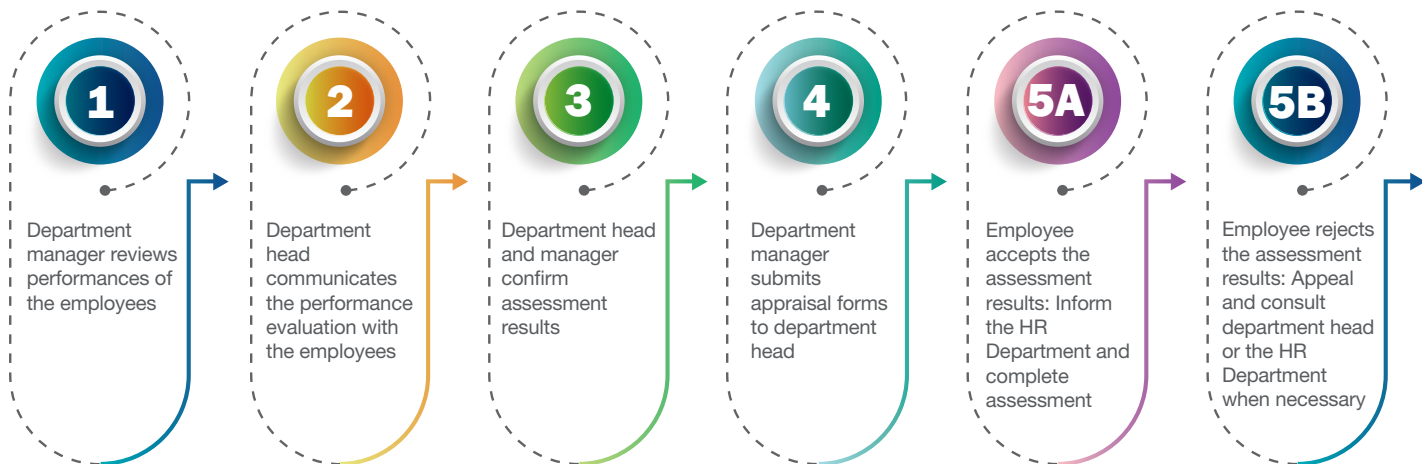 1
Department
manager reviews
performances of
the employees
2
Department
head
communicates
the performance
evaluation with
the employees
3
Department head
and manager
confirm
assessment
results
4
Department
manager
submits
appraisal forms
to department
head
5A
Employee
accepts the
assessment
results: Inform
the HR
Department and
complete
assessment
5B
Employee rejects
the assessment
results: Appeal
and consult
department head
or the HR
Department
when necessary